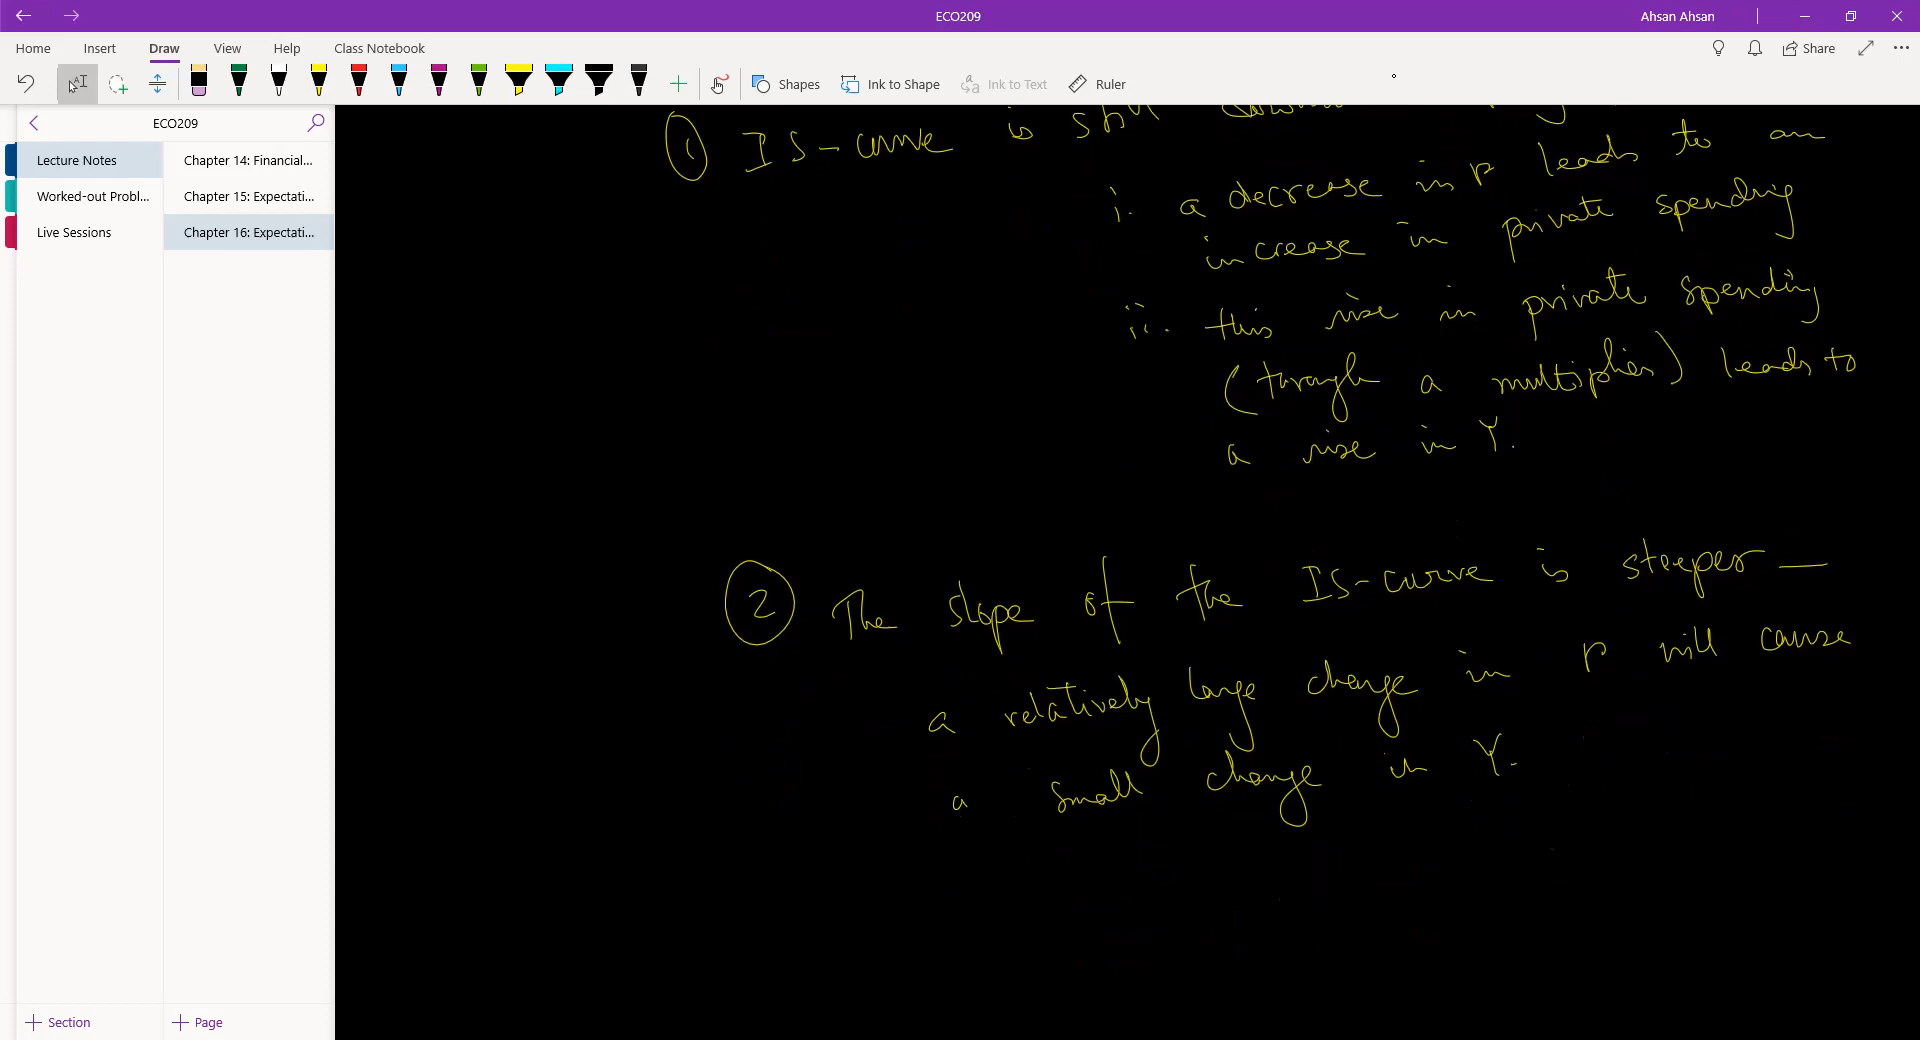 ECO209
Ahsan Ahsan
Home Insert Draw View Help Class Notebook
Share
Shapes Ink to Shape Ink to Text Ruler
ECO209
Lecture Notes
Worked-out Probl...
Live Sessions
Chapter 14: Financial...
Chapter 15: Expectati...
Chapter 16: Expectati...
① IS-curve is still
i. a decrease in r leads to an
increase in private spending
ii. this rise in private spending
(through a multiplier) leads to
a rise in Y.
② The slope of the IS-curve is steeper —
a relatively large change in r will cause
a small change in Y.
+ Section
+ Page